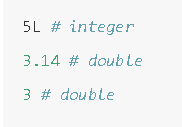 5L # integer
3.14 # double
3 # double